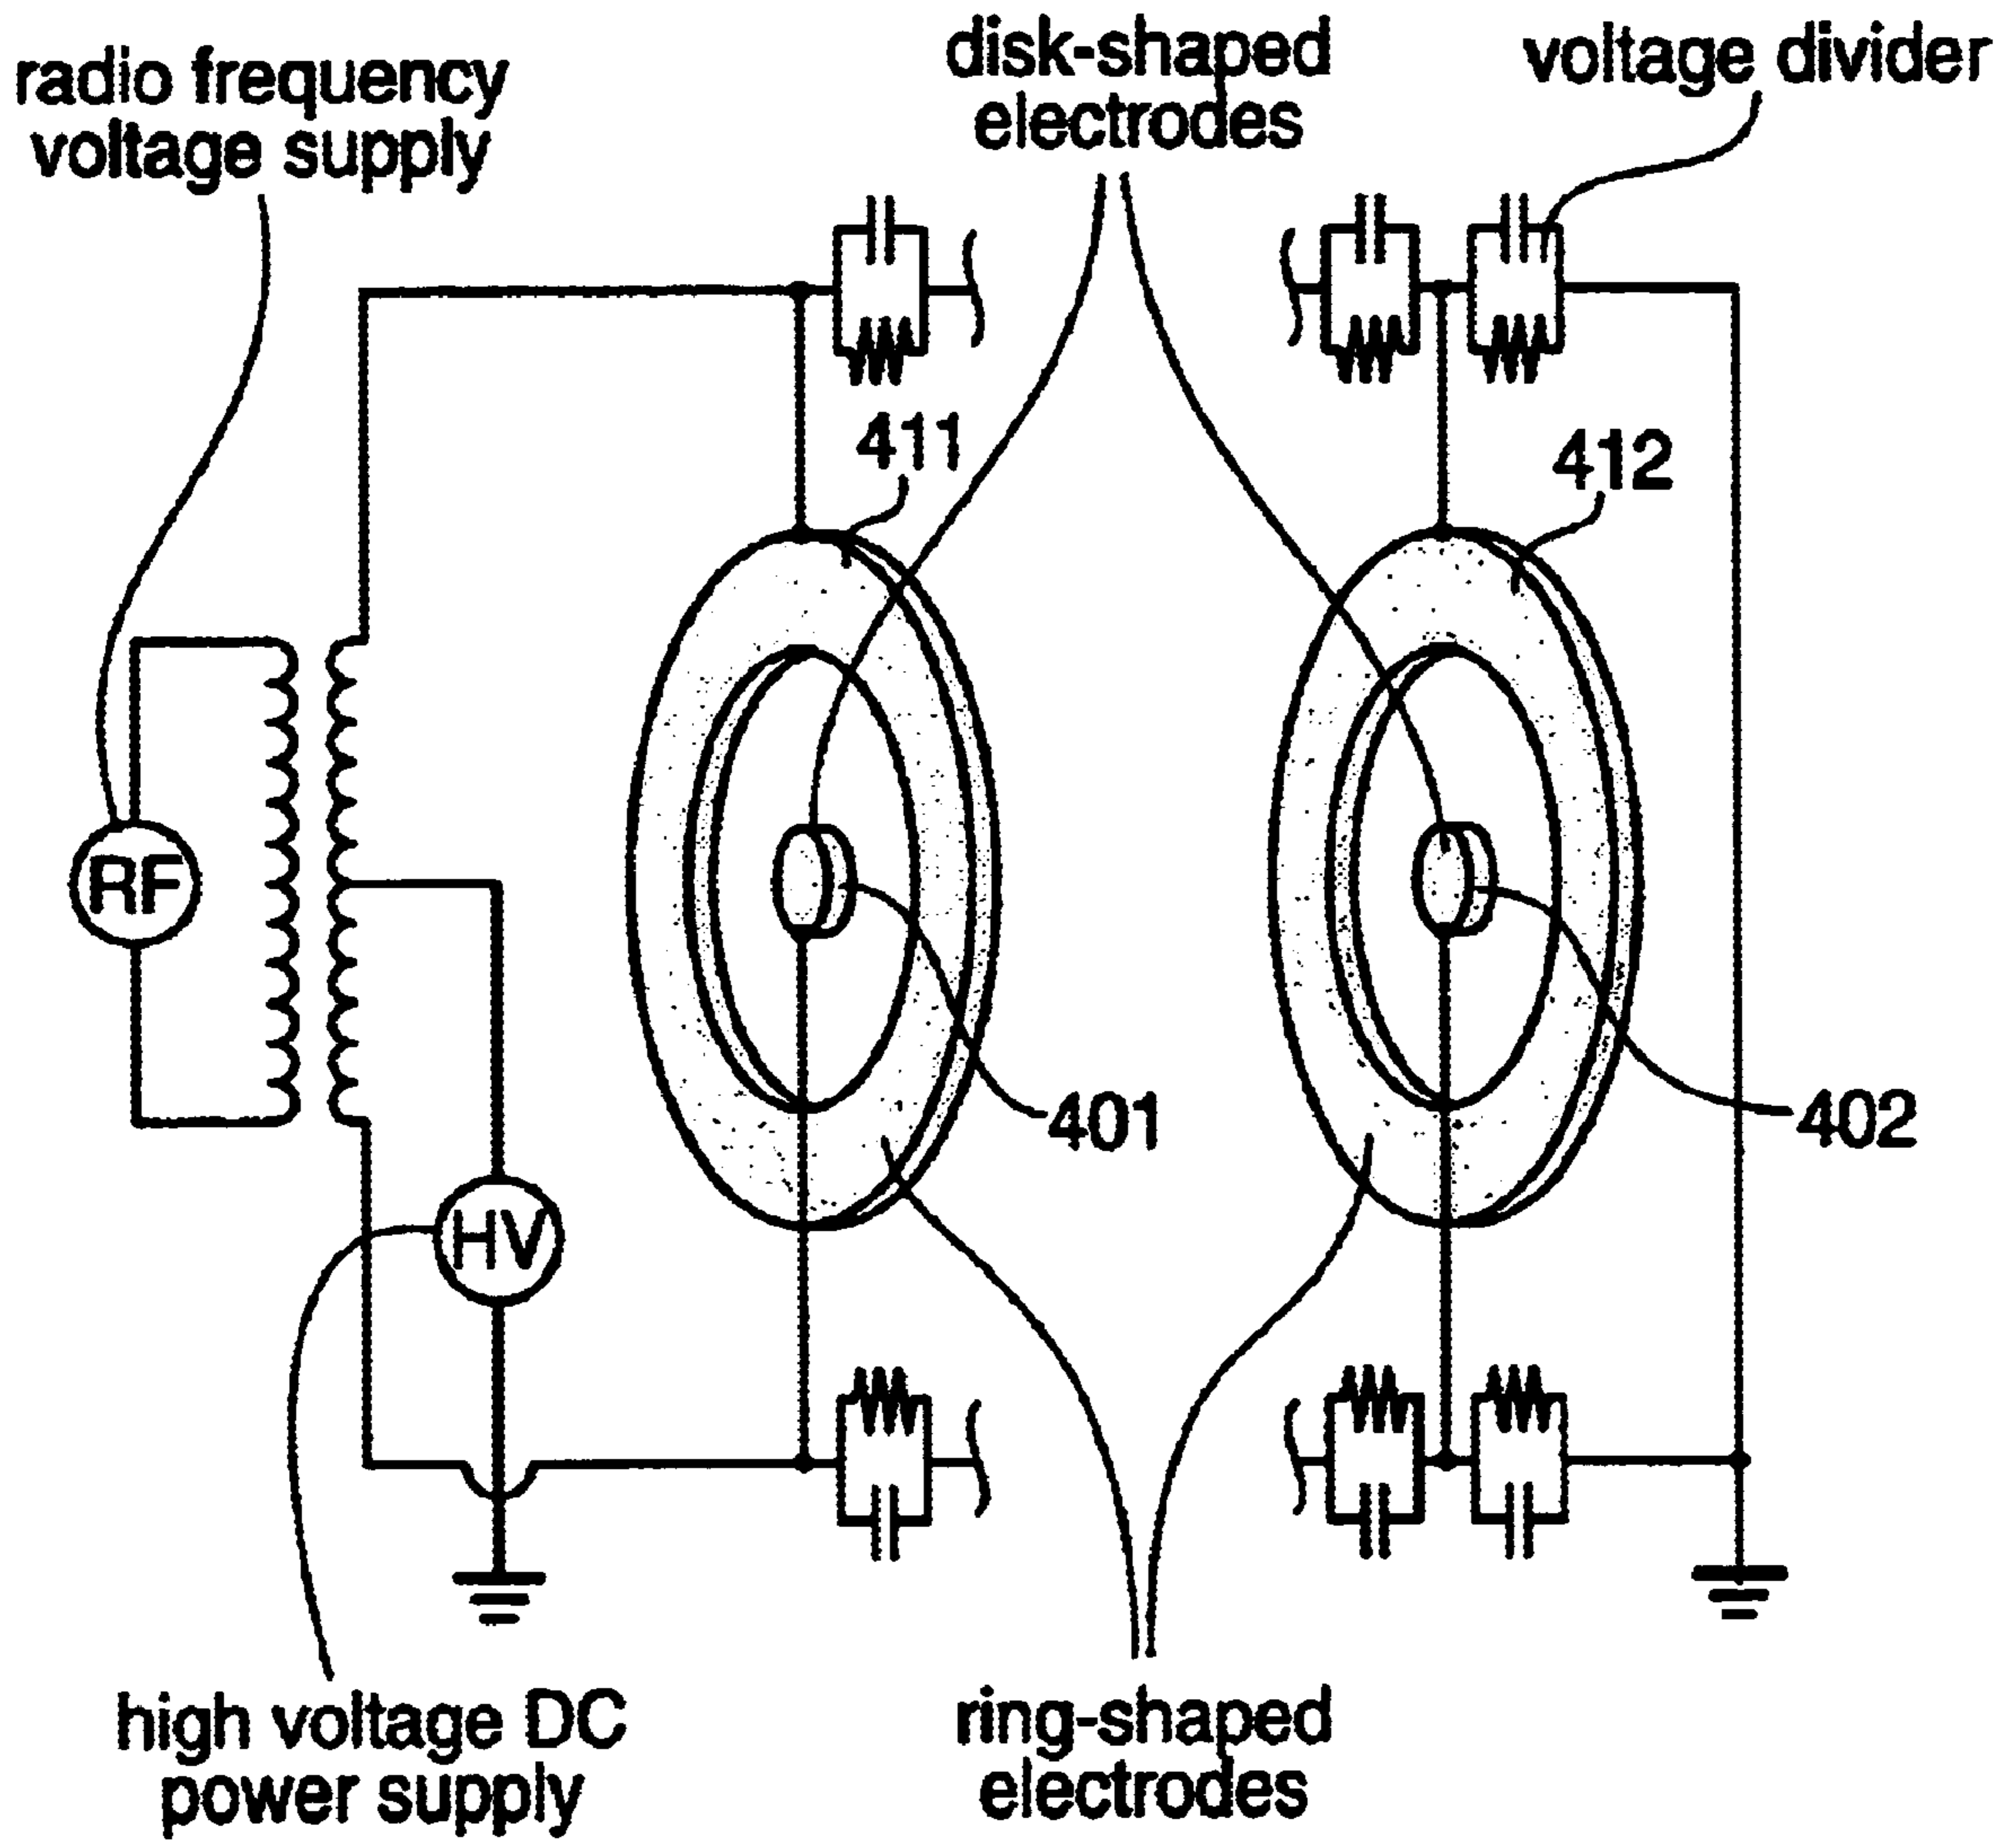 radio frequency
voltage supply
disk-shaped
electrodes
voltage divider
411
412
RF
401
402
HV
high voltage DC
power supply
ring-shaped
electrodes